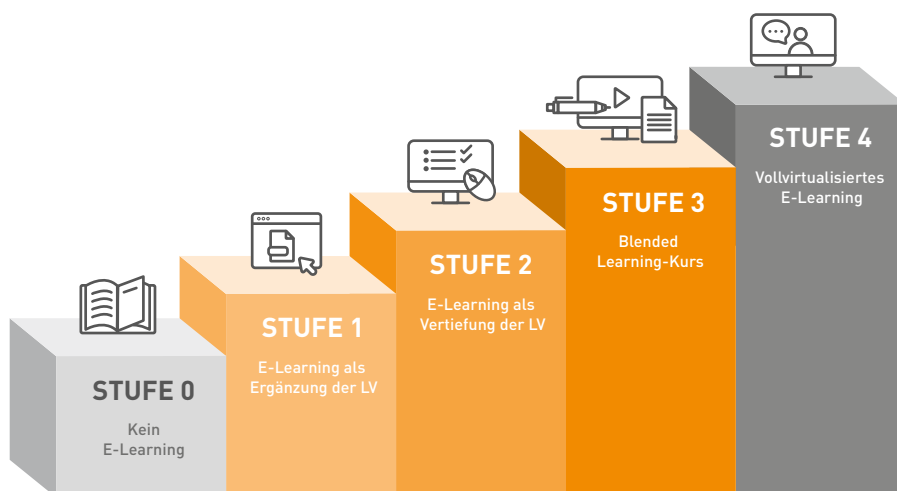 STUFE 0
Kein
E-Learning
STUFE 1
E-Learning als
Ergänzung der LV
STUFE 2
E-Learning als
Vertiefung der LV
STUFE 3
Blended
Learning-Kurs
STUFE 4
Vollvirtualisiertes
E-Learning